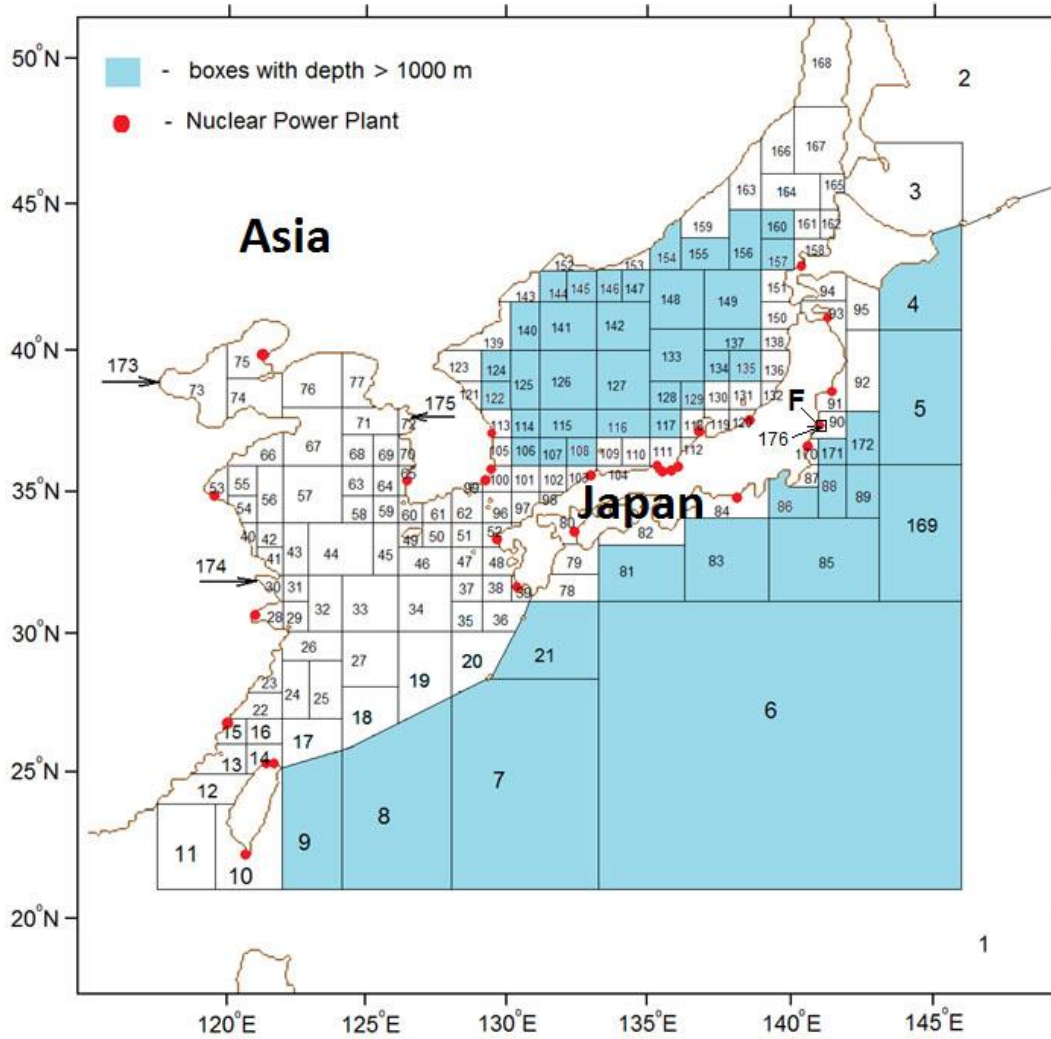 50°N
- boxes with depth > 1000 m
168
2
- Nuclear Power Plant
166 167
45°N
163 164 165 3
Asia
159 160 161 162
154 155 156 157 158
152 153
143 144 145 146 147 148 149 151 94 4
140 141 142 150 93 95
40°N
139 137 138
173 75 76 77 123 124 125 126 127 133 134 135 136 92 5
73 74 121 122 128 129 130 131 132 F 91
175
71 72 113 114 115 116 117 118 119 120 176 90
66 67 68 69 70 105 106 107 108 109 110 111 112 110 171 172
35°N
53 55 56 57 63 64 65 99 100 101 102 103 104 87 88 89 169
Japan
54 58 59 60 61 62 96 97 98 84 86
40 42 43 44 45 49 50 51 52 80 82 83 85
174 41 46 47 48 79 81
30 31 32 33 34 37 38 39 78
30°N
28 29 35 36
26 27 20 21
23 24 25 19
22 18 6
15 16 17
25°N
13 14 7
12 8
11 10 9
20°N
1
120°E 125°E 130°E 135°E 140°E 145°E